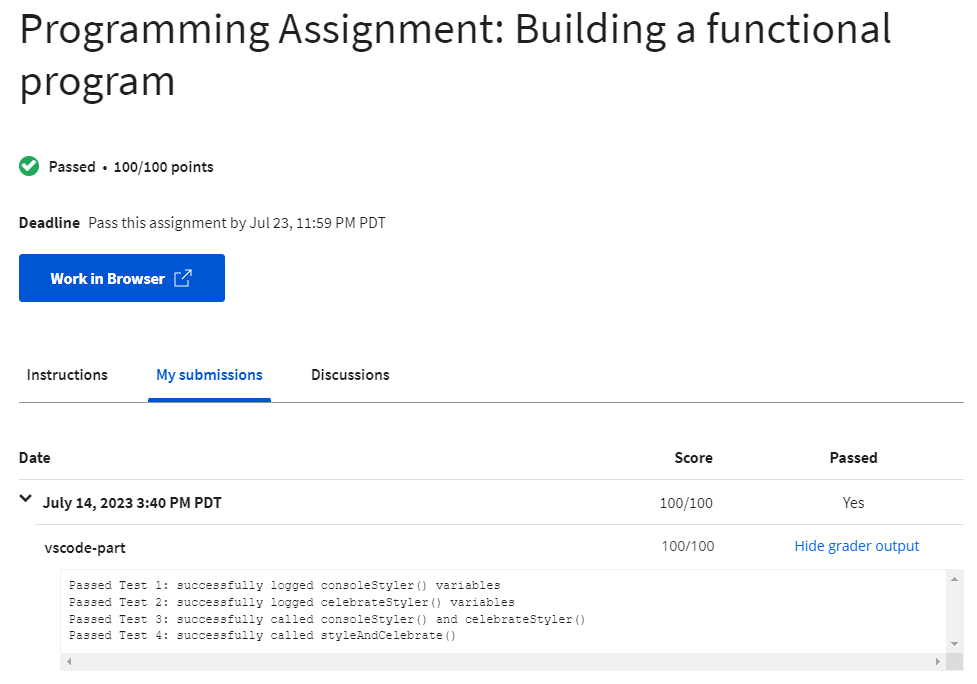 Programming Assignment: Building a functional
program
Passed • 100/100 points
Deadline Pass this assignment by Jul 23, 11:59 PM PDT
Work in Browser
Instructions My submissions Discussions
Date Score Passed
July 14, 2023 3:40 PM PDT 100/100 Yes
vscode-part 100/100 Hide grader output
Passed Test 1: successfully logged consoleStyler() variables
Passed Test 2: successfully logged celebrateStyler() variables
Passed Test 3: successfully called consoleStyler() and celebrateStyler()
Passed Test 4: successfully called styleAndCelebrate()